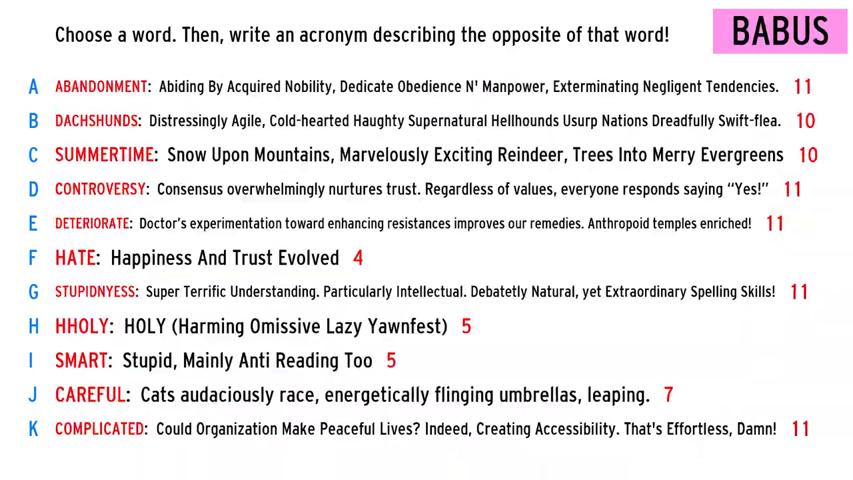 Choose a word. Then, write an acronym describing the opposite of that word!
BABUS
A ABANDONMENT: Abiding By Acquired Nobility, Dedicate Obedience N' Manpower, Exterminating Negligent Tendencies. 11
B DACHSHUNDS: Distressingly Agile, Cold-hearted Haughty Supernatural Hellhounds Usurp Nations Dreadfully Swift-flea. 10
C SUMMERTIME: Snow Upon Mountains, Marvelously Exciting Reindeer, Trees Into Merry Evergreens 10
D CONTROVERSY: Consensus overwhelmingly nurtures trust. Regardless of values, everyone responds saying “Yes!” 11
E DETERIORATE: Doctor's experimentation toward enhancing resistances improves our remedies. Anthropoid temples enriched! 11
F HATE: Happiness And Trust Evolved 4
G STUPIDNYESS: Super Terrific Understanding. Particularly Intellectual. Debatetly Natural, yet Extraordinary Spelling Skills! 11
H HHOLY: HOLY (Harming Omissive Lazy Yawnfest) 5
I SMART: Stupid, Mainly Anti Reading Too 5
J CAREFUL: Cats audaciously race, energetically flinging umbrellas, leaping. 7
K COMPLICATED: Could Organization Make Peaceful Lives? Indeed, Creating Accessibility. That's Effortless, Damn! 11